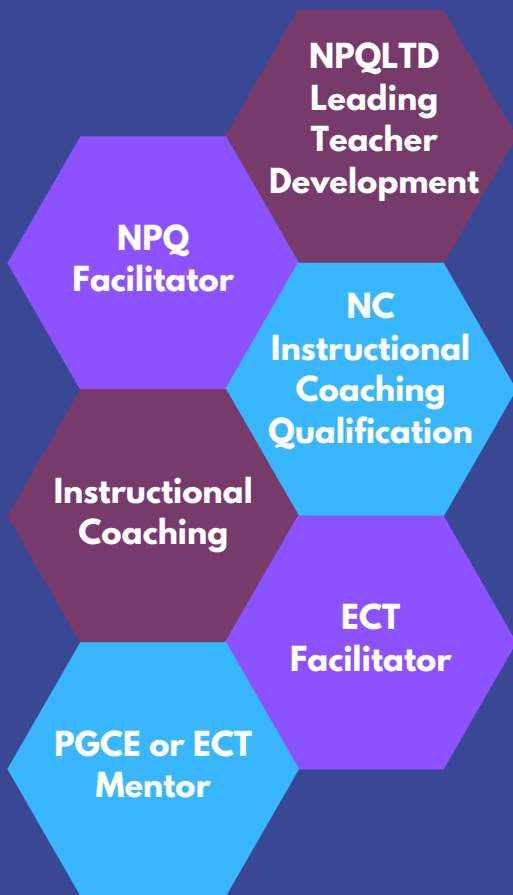 NPQLTD
Leading
Teacher
Development
NPQ
Facilitator
NC
Instructional
Coaching
Qualification
Instructional
Coaching
ECT
Facilitator
PGCE or ECT
Mentor